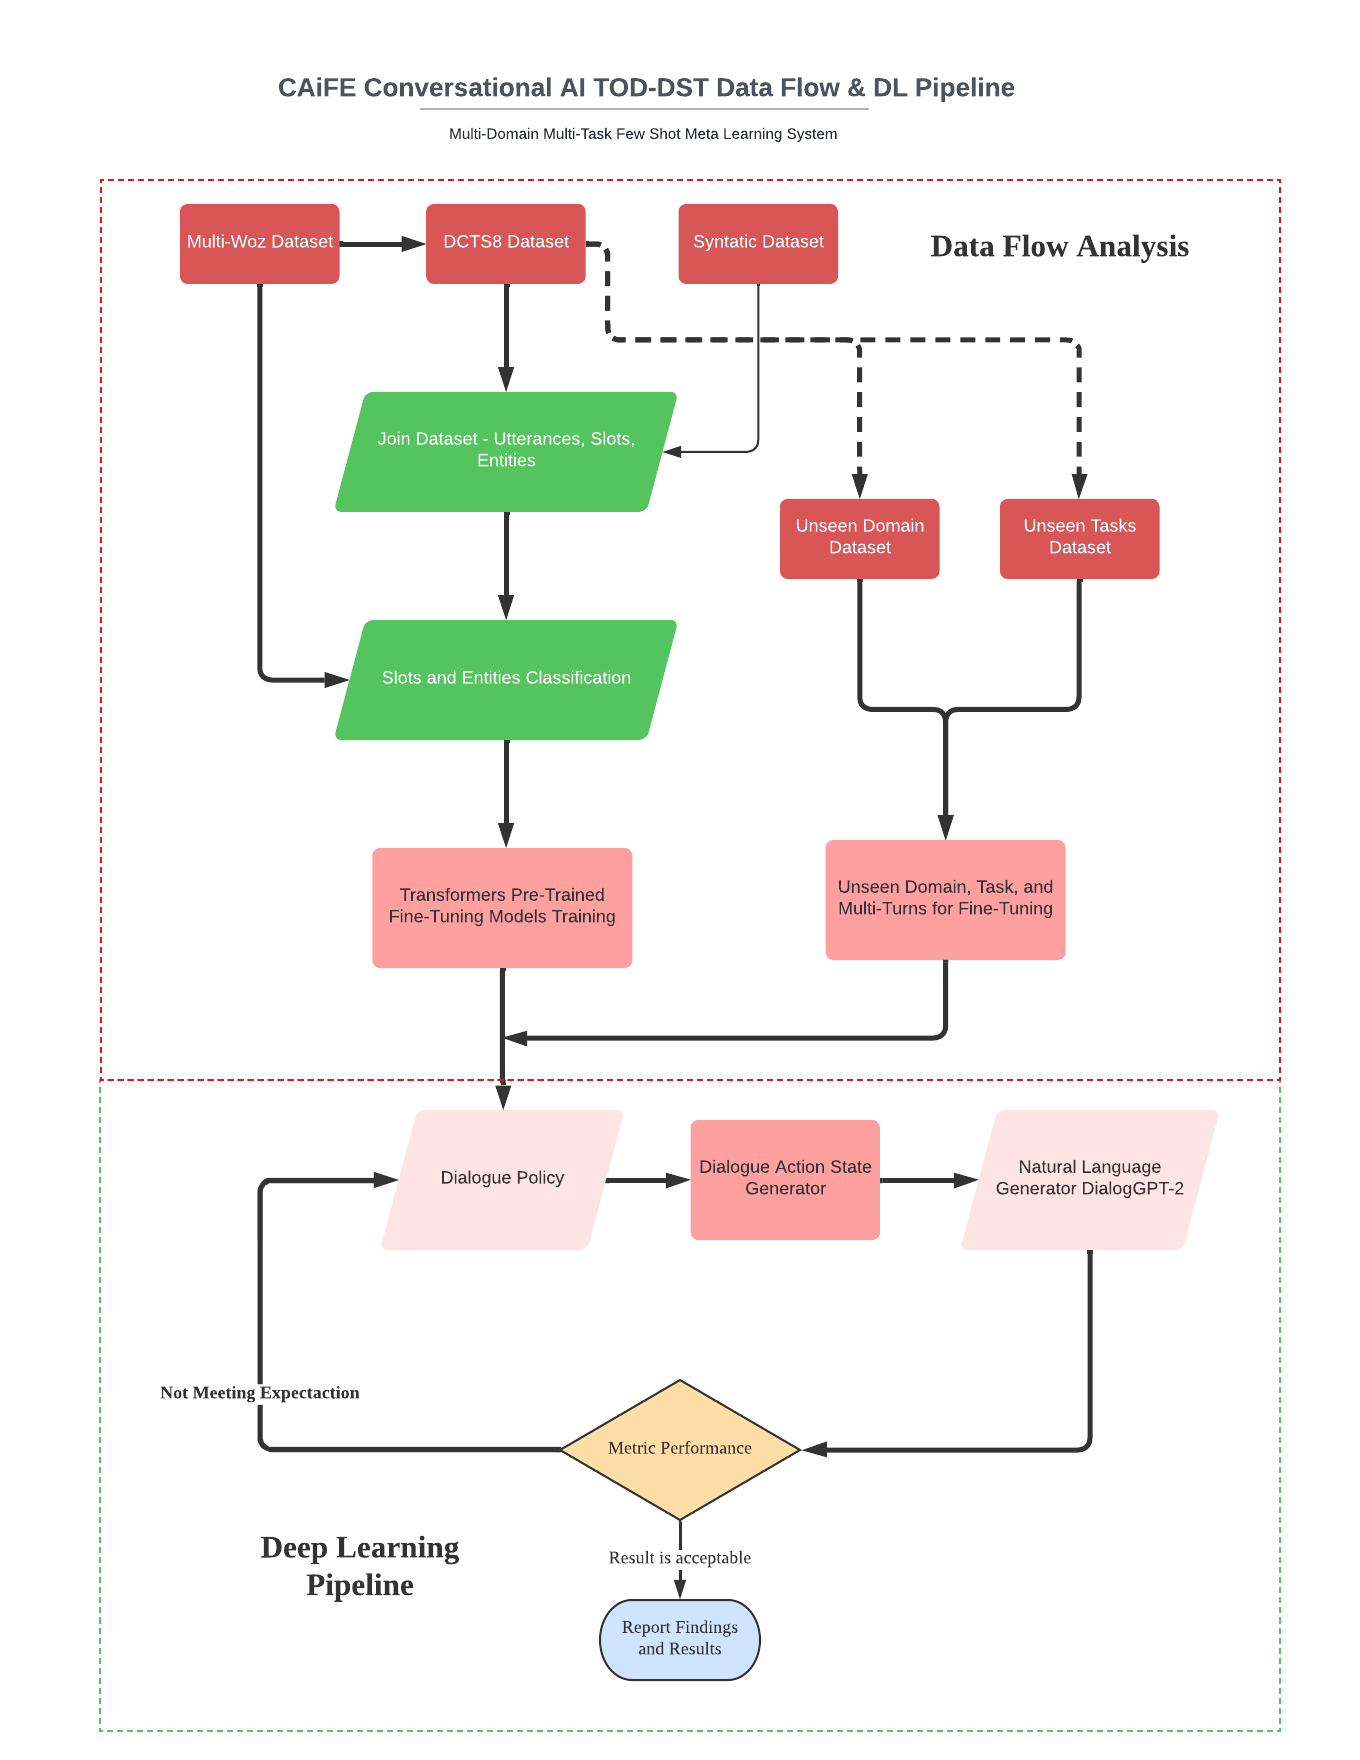 CAiFE Conversational AI TOD-DST Data Flow & DL Pipeline
Multi-Domain Multi-Task Few Shot Meta Learning System
Multi-Woz Dataset
DCTS8 Dataset
Syntatic Dataset
Data Flow Analysis
Join Dataset - Utterances, Slots,
Entities
Unseen Domain
Dataset
Unseen Tasks
Dataset
Slots and Entities Classification
Transformers Pre-Trained
Fine-Tuning Models Training
Unseen Domain, Task, and
Multi-Turns for Fine-Tuning
Dialogue Policy
Dialogue Action State
Generator
Natural Language
Generator DialogGPT-2
Not Meeting Expectaction
Metric Performance
Deep Learning
Pipeline
Result is acceptable
Report Findings
and Results